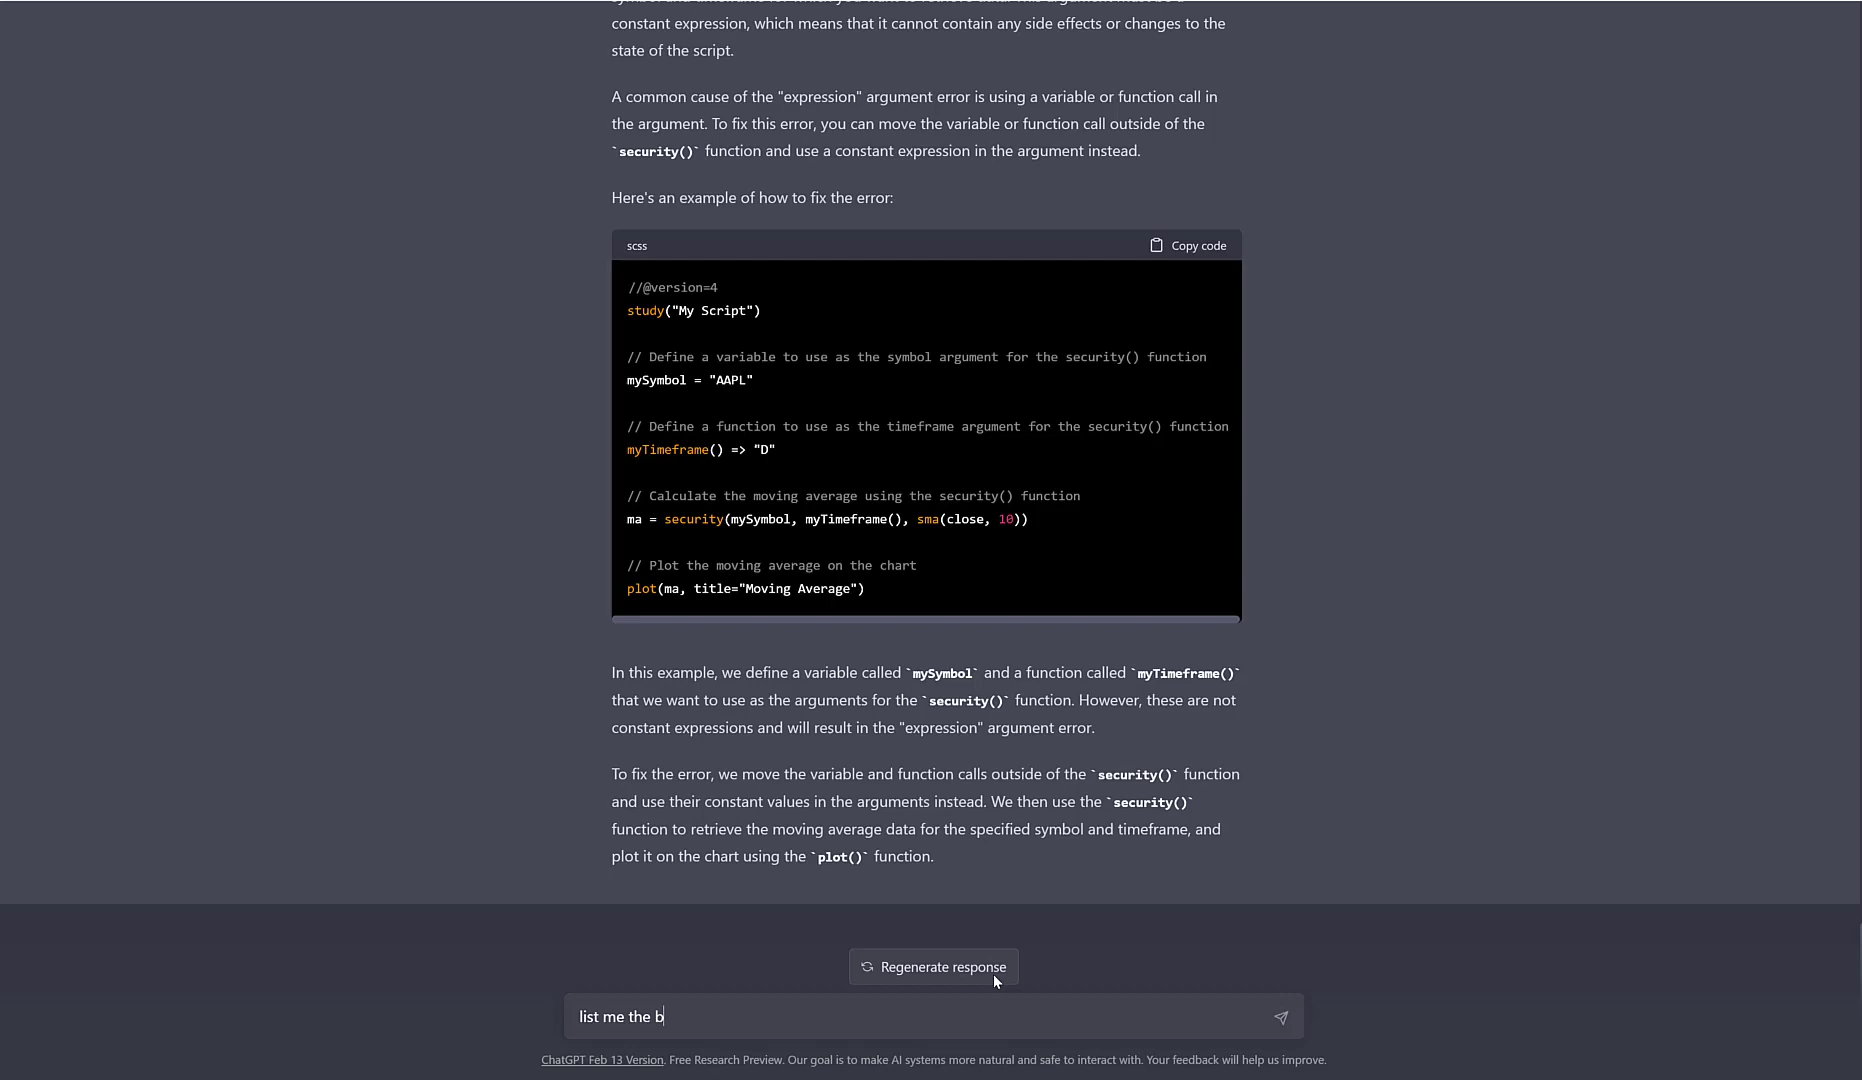 constant expression, which means that it cannot contain any side effects or changes to the
state of the script.
A common cause of the "expression" argument error is using a variable or function call in
the argument. To fix this error, you can move the variable or function call outside of the
`security()` function and use a constant expression in the argument instead.
Here's an example of how to fix the error:
scss Copy code
//@version=4
study("My Script")
// Define a variable to use as the symbol argument for the security() function
mySymbol = "AAPL"
// Define a function to use as the timeframe argument for the security() function
myTimeframe() => "D"
// Calculate the moving average using the security() function
ma = security(mySymbol, myTimeframe(), sma(close, 10))
// Plot the moving average on the chart
plot(ma, title="Moving Average")
In this example, we define a variable called `mySymbol` and a function called `myTimeframe()`
that we want to use as the arguments for the `security()` function. However, these are not
constant expressions and will result in the "expression" argument error.
To fix the error, we move the variable and function calls outside of the `security()` function
and use their constant values in the arguments instead. We then use the `security()`
function to retrieve the moving average data for the specified symbol and timeframe, and
plot it on the chart using the `plot()` function.
Regenerate response
list me the b
ChatGPT Feb 13 Version. Free Research Preview. Our goal is to make AI systems more natural and safe to interact with. Your feedback will help us improve.